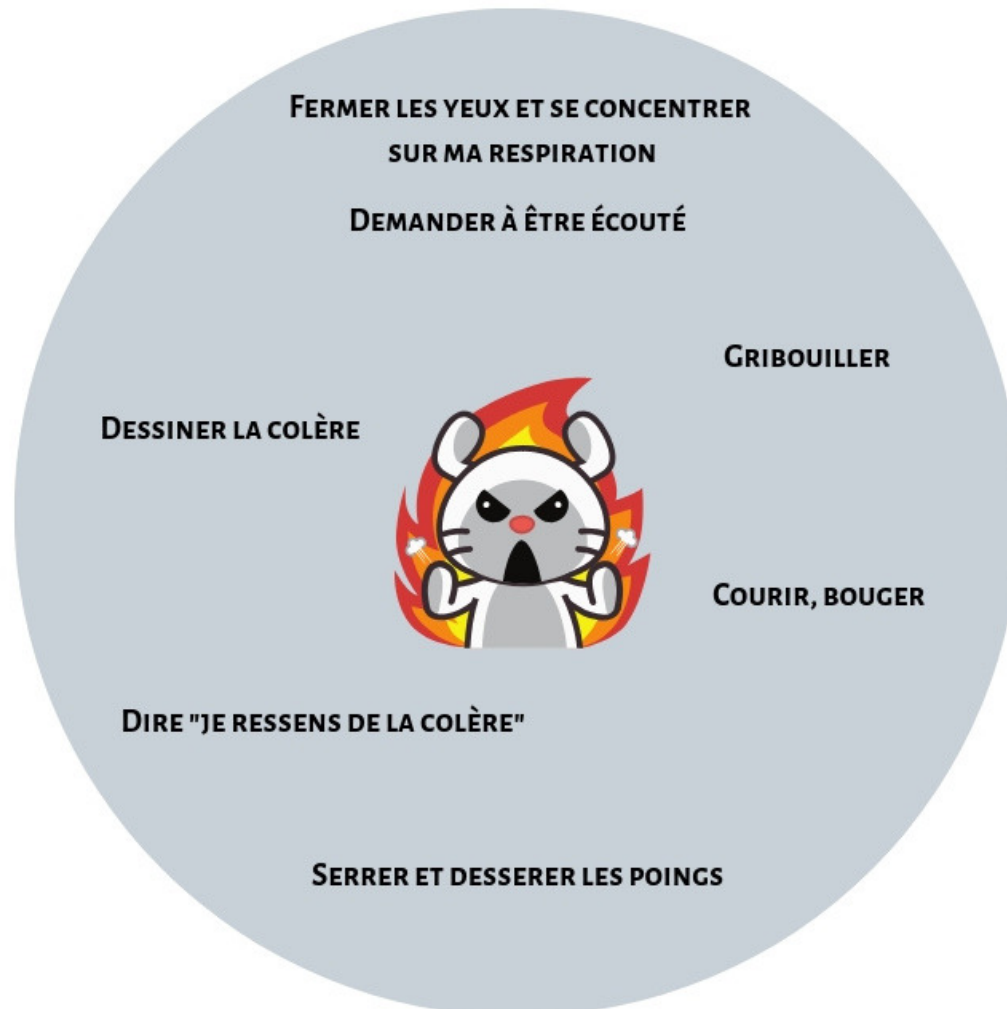 Fermer les yeux et se concentrer
sur ma respiration
Demander à être écouté
Gribouiller
Dessiner la colère
Courir, bouger
Dire "je ressens de la colère"
Serrer et desserer les poings